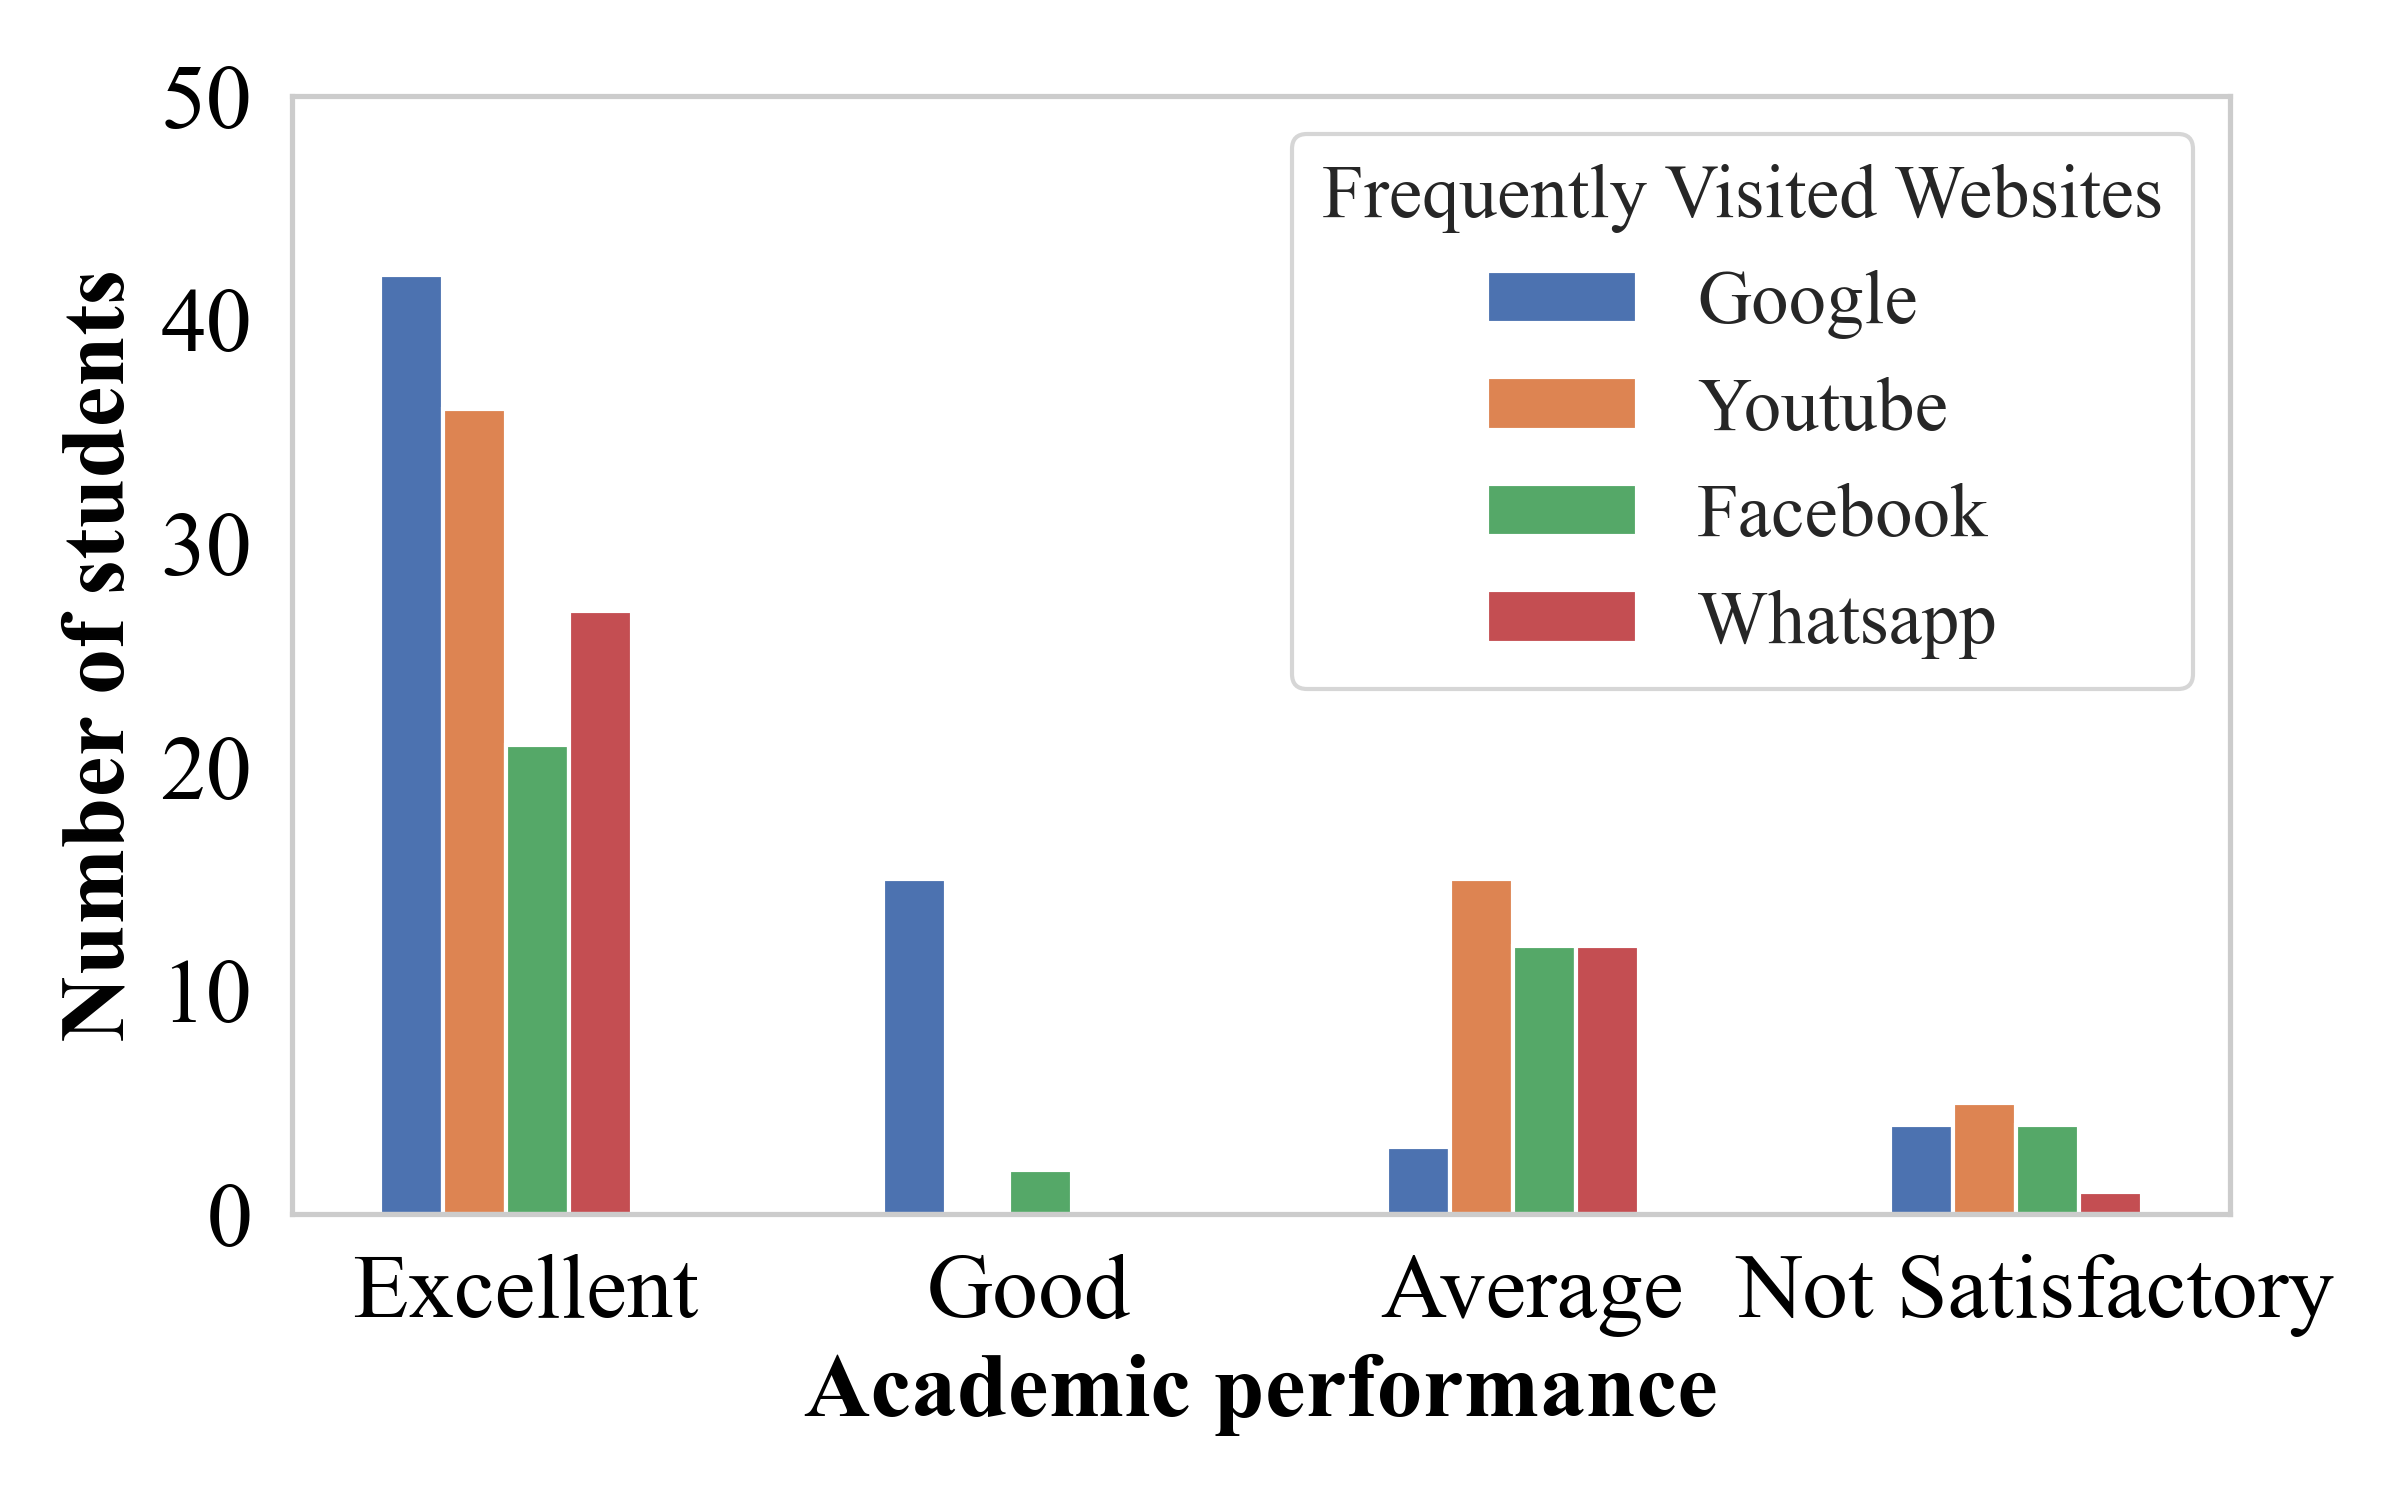 50
40
30
20
10
0
Number of students
Frequently Visited Websites
Google
Youtube
Facebook
Whatsapp
Excellent Good Average Not Satisfactory
Academic performance